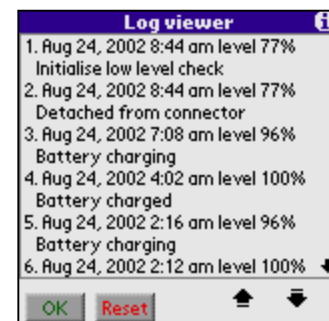 Log viewer
1. Aug 24, 2002 8:44 am level 77%
Initialise low level check
2. Aug 24, 2002 8:44 am level 77%
Detached from connector
3. Aug 24, 2002 7:08 am level 96%
Battery charging
4. Aug 24, 2002 4:02 am level 100%
Battery charged
5. Aug 24, 2002 2:16 am level 96%
Battery charging
6. Aug 24, 2002 2:12 am level 100%
OK Reset